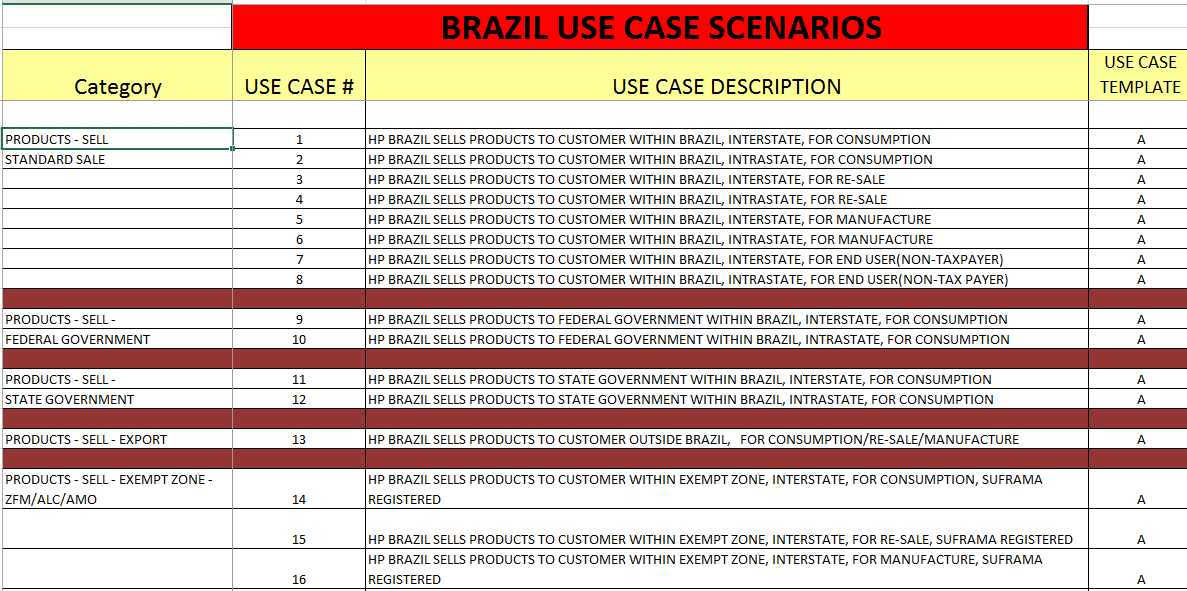 BRAZIL USE CASE SCENARIOS
Category USE CASE # USE CASE DESCRIPTION USE CASE TEMPLATE
PRODUCTS - SELL 1 HP BRAZIL SELLS PRODUCTS TO CUSTOMER WITHIN BRAZIL, INTERSTATE, FOR CONSUMPTION A
STANDARD SALE 2 HP BRAZIL SELLS PRODUCTS TO CUSTOMER WITHIN BRAZIL, INTRASTATE, FOR CONSUMPTION A
3 HP BRAZIL SELLS PRODUCTS TO CUSTOMER WITHIN BRAZIL, INTERSTATE, FOR RE-SALE A
4 HP BRAZIL SELLS PRODUCTS TO CUSTOMER WITHIN BRAZIL, INTRASTATE, FOR RE-SALE A
5 HP BRAZIL SELLS PRODUCTS TO CUSTOMER WITHIN BRAZIL, INTERSTATE, FOR MANUFACTURE A
6 HP BRAZIL SELLS PRODUCTS TO CUSTOMER WITHIN BRAZIL, INTRASTATE, FOR MANUFACTURE A
7 HP BRAZIL SELLS PRODUCTS TO CUSTOMER WITHIN BRAZIL, INTERSTATE, FOR END USER(NON-TAXPAYER) A
8 HP BRAZIL SELLS PRODUCTS TO CUSTOMER WITHIN BRAZIL, INTRASTATE, FOR END USER(NON-TAX PAYER) A
PRODUCTS - SELL - 9 HP BRAZIL SELLS PRODUCTS TO FEDERAL GOVERNMENT WITHIN BRAZIL, INTERSTATE, FOR CONSUMPTION A
FEDERAL GOVERNMENT 10 HP BRAZIL SELLS PRODUCTS TO FEDERAL GOVERNMENT WITHIN BRAZIL, INTRASTATE, FOR CONSUMPTION A
PRODUCTS - SELL - 11 HP BRAZIL SELLS PRODUCTS TO STATE GOVERNMENT WITHIN BRAZIL, INTERSTATE, FOR CONSUMPTION A
STATE GOVERNMENT 12 HP BRAZIL SELLS PRODUCTS TO STATE GOVERNMENT WITHIN BRAZIL, INTRASTATE, FOR CONSUMPTION A
PRODUCTS - SELL - EXPORT 13 HP BRAZIL SELLS PRODUCTS TO CUSTOMER OUTSIDE BRAZIL, FOR CONSUMPTION/RE-SALE/MANUFACTURE A
PRODUCTS - SELL - EXEMPT ZONE - HP BRAZIL SELLS PRODUCTS TO CUSTOMER WITHIN EXEMPT ZONE, INTERSTATE, FOR CONSUMPTION, SUFRAMA
ZFM/ALC/AMO 14 REGISTERED A
15 HP BRAZIL SELLS PRODUCTS TO CUSTOMER WITHIN EXEMPT ZONE, INTERSTATE, FOR RE-SALE, SUFRAMA REGISTERED A
HP BRAZIL SELLS PRODUCTS TO CUSTOMER WITHIN EXEMPT ZONE, INTERSTATE, FOR MANUFACTURE, SUFRAMA
16 REGISTERED A